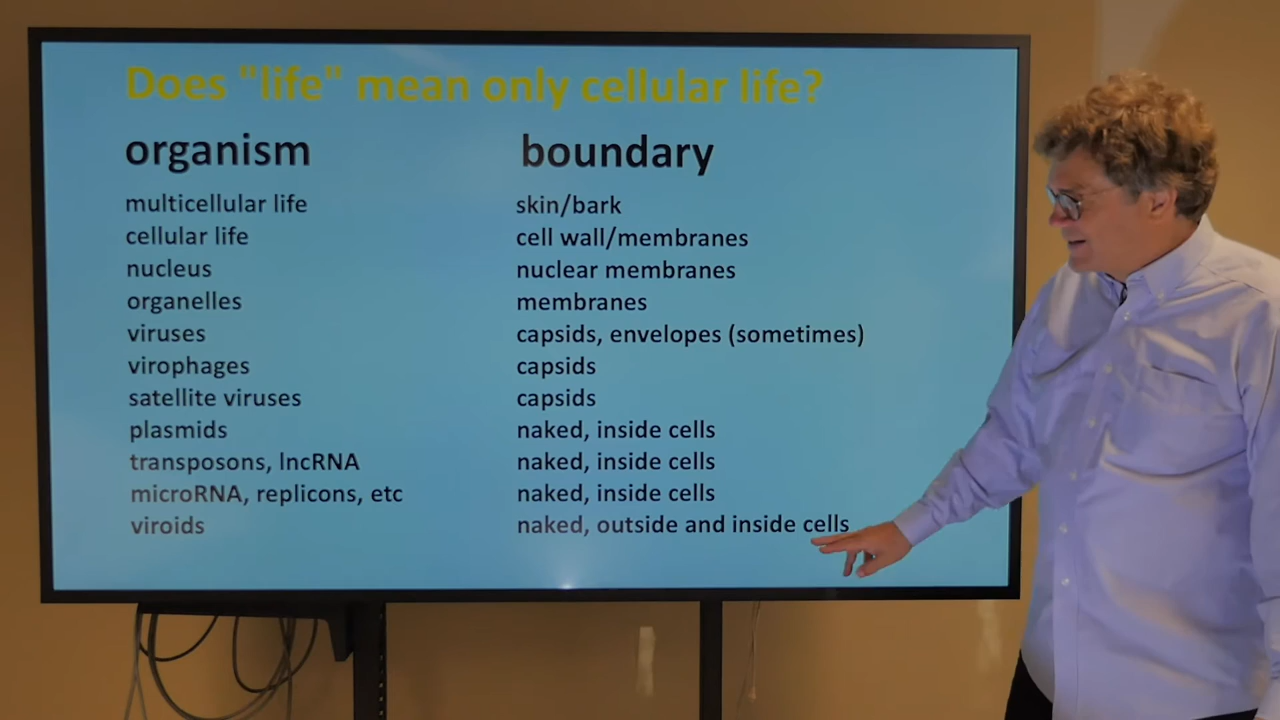 Does "life" mean only cellular life?
organism boundary
multicellular life skin/bark
cellular life cell wall/membranes
nucleus nuclear membranes
organelles membranes
viruses capsids, envelopes (sometimes)
virophages capsids
satellite viruses capsids
plasmids naked, inside cells
transposons, lncRNA naked, inside cells
microRNA, replicons, etc naked, inside cells
viroids naked, outside and inside cells